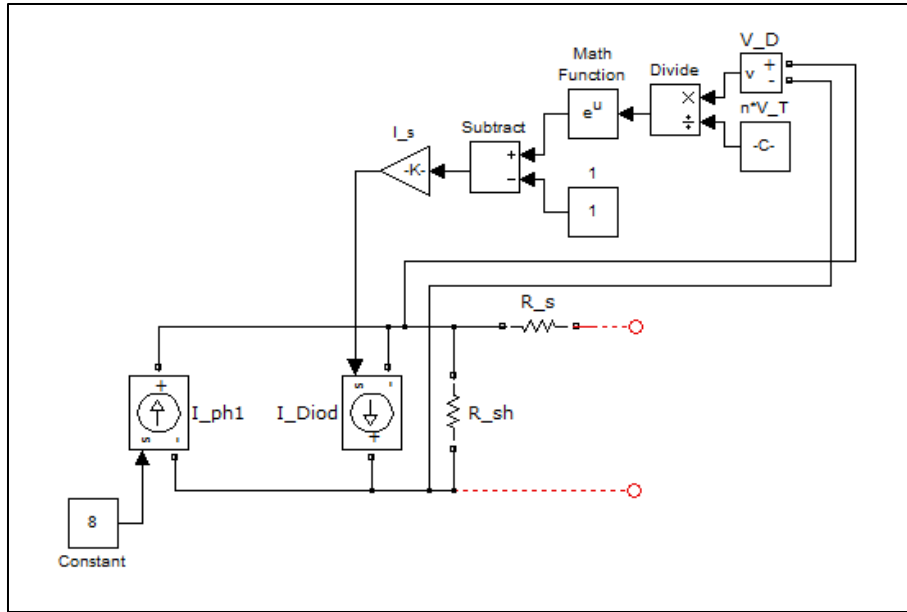 V_D
Math
Function
Divide
v + -
n*V_T
e^u
× ÷
-C-
I_s
Subtract
-K-
+ -
1
1
R_s
+
s -
I_ph1
I_Diod
s -
+
R_sh
8
Constant